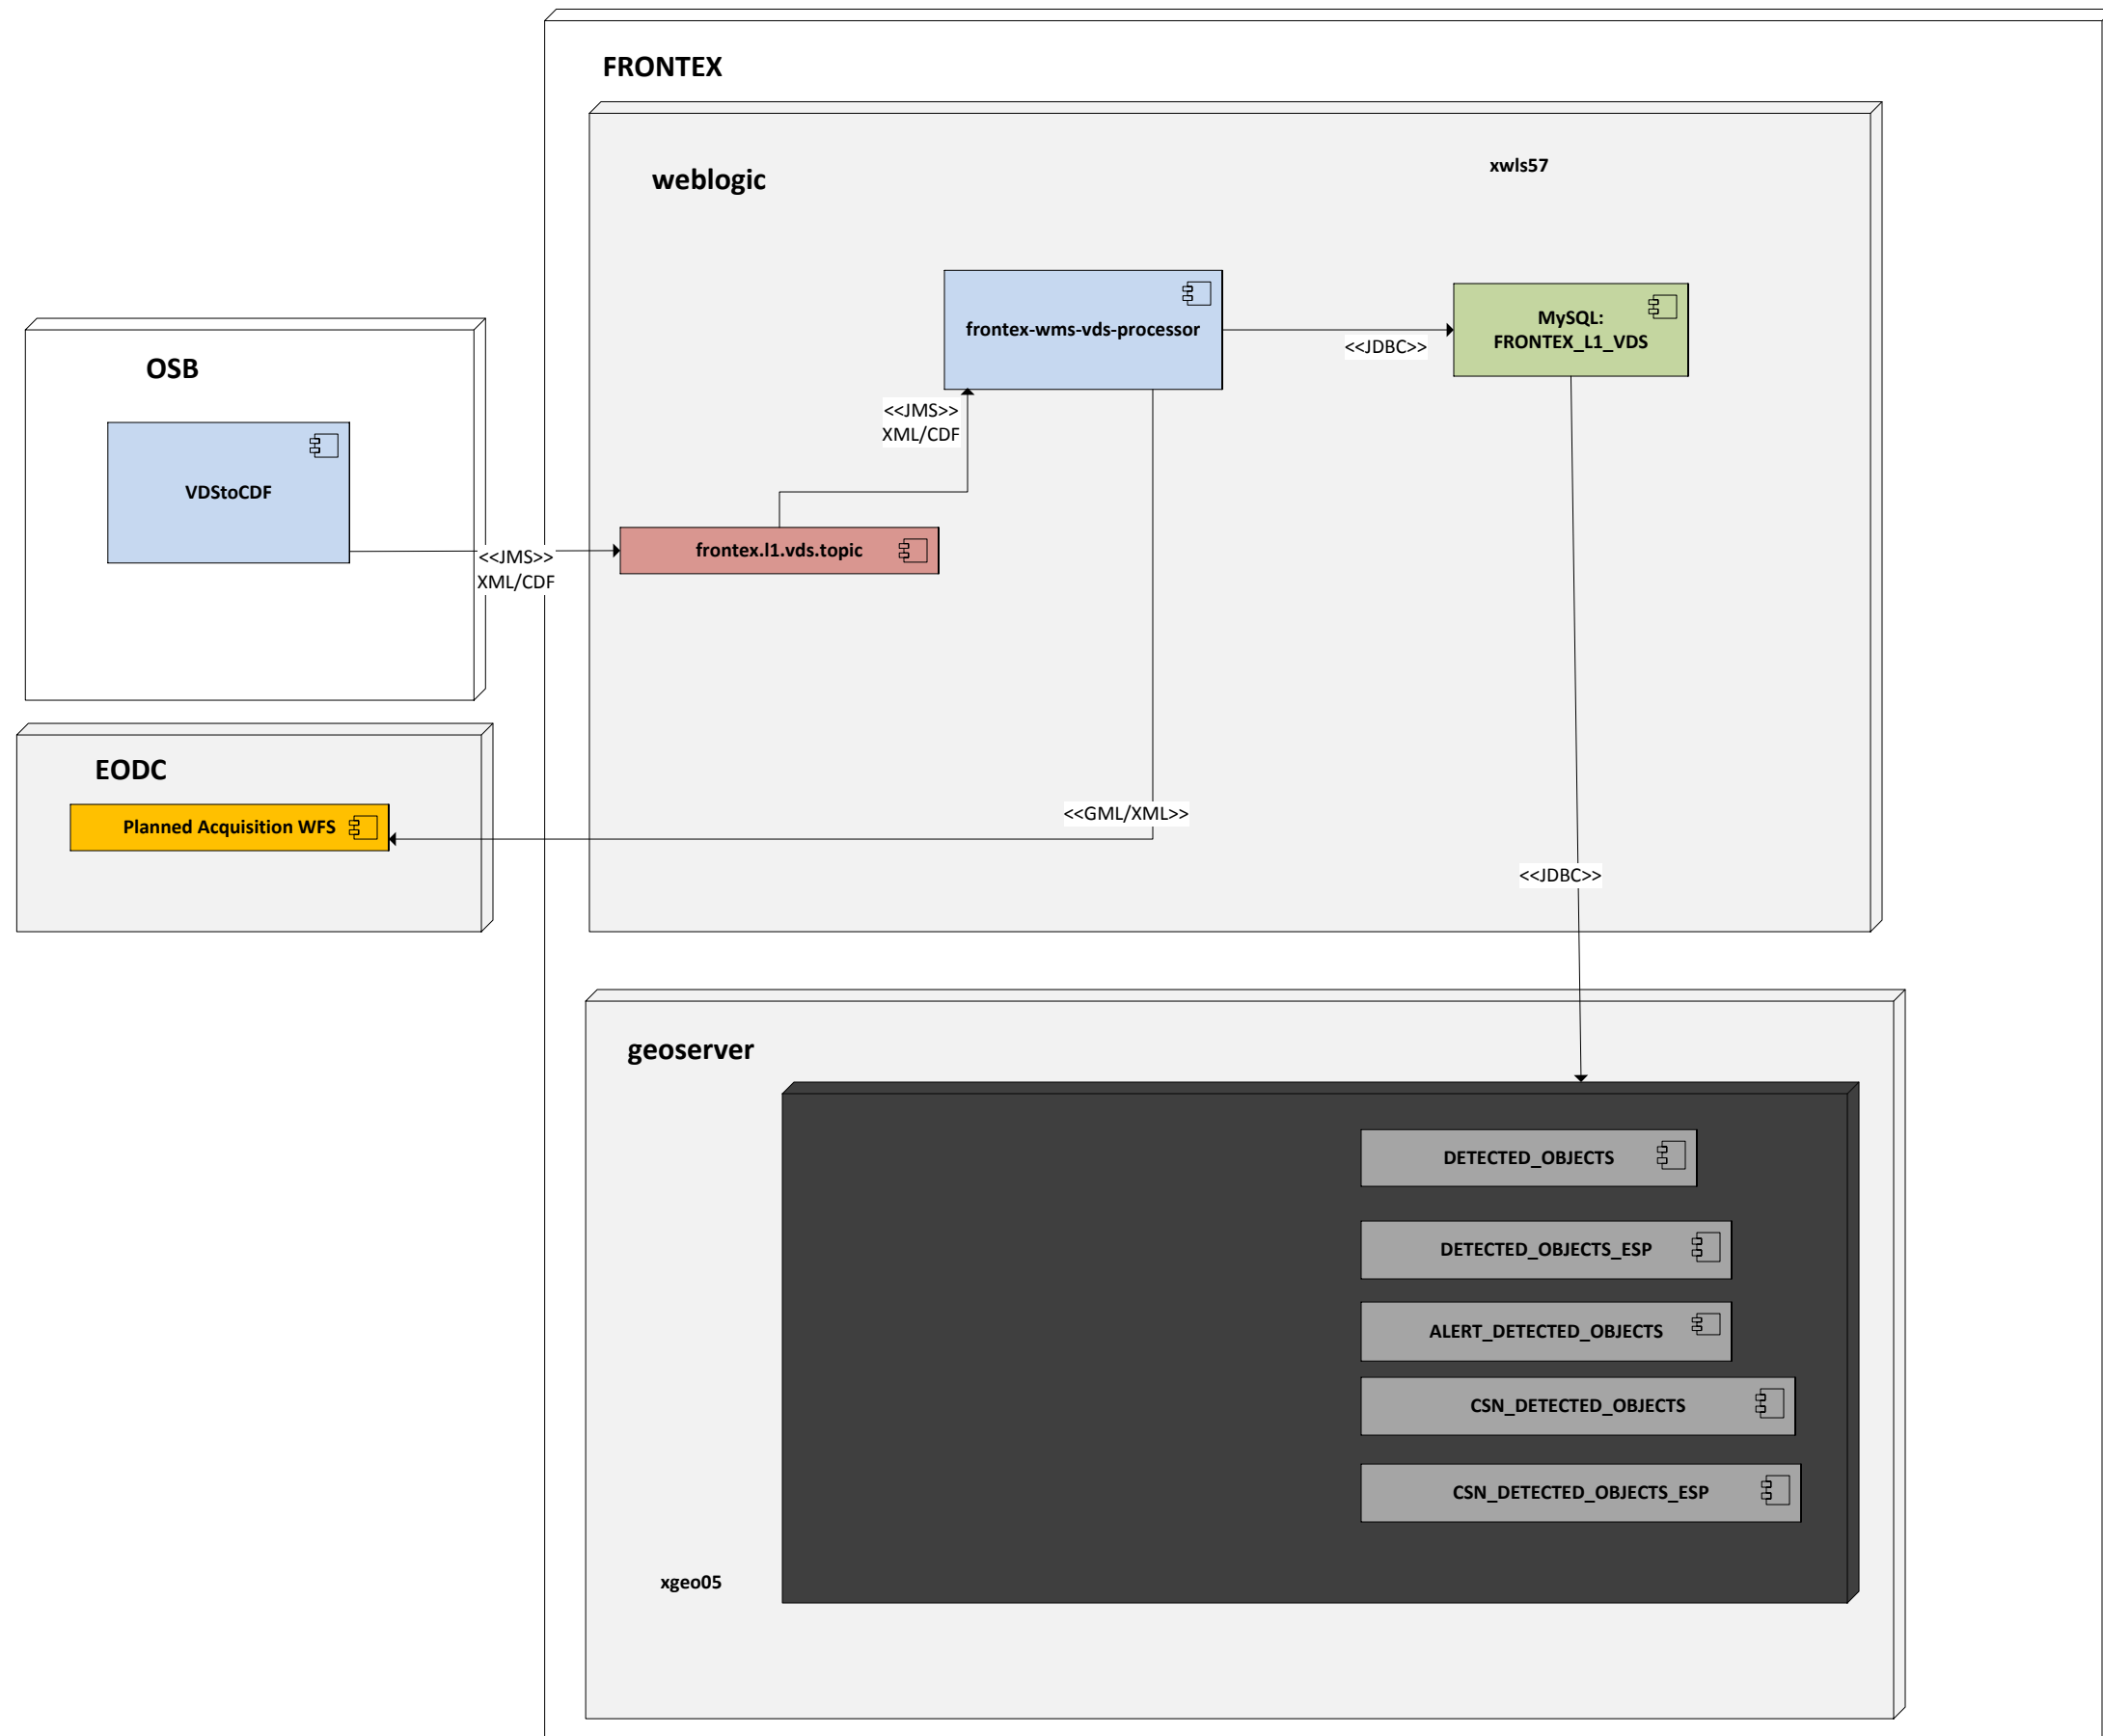 FRONTEX
weblogic
xwls57
frontex-wms-vds-processor
<<JDBC>>
MySQL:
FRONTEX_L1_VDS
OSB
VDStoCDF
<<JMS>>
XML/CDF
<<JMS>>
XML/CDF
frontex.l1.vds.topic
EODC
Planned Acquisition WFS
<<GML/XML>>
<<JDBC>>
geoserver
DETECTED_OBJECTS
DETECTED_OBJECTS_ESP
ALERT_DETECTED_OBJECTS
CSN_DETECTED_OBJECTS
CSN_DETECTED_OBJECTS_ESP
xgeo05